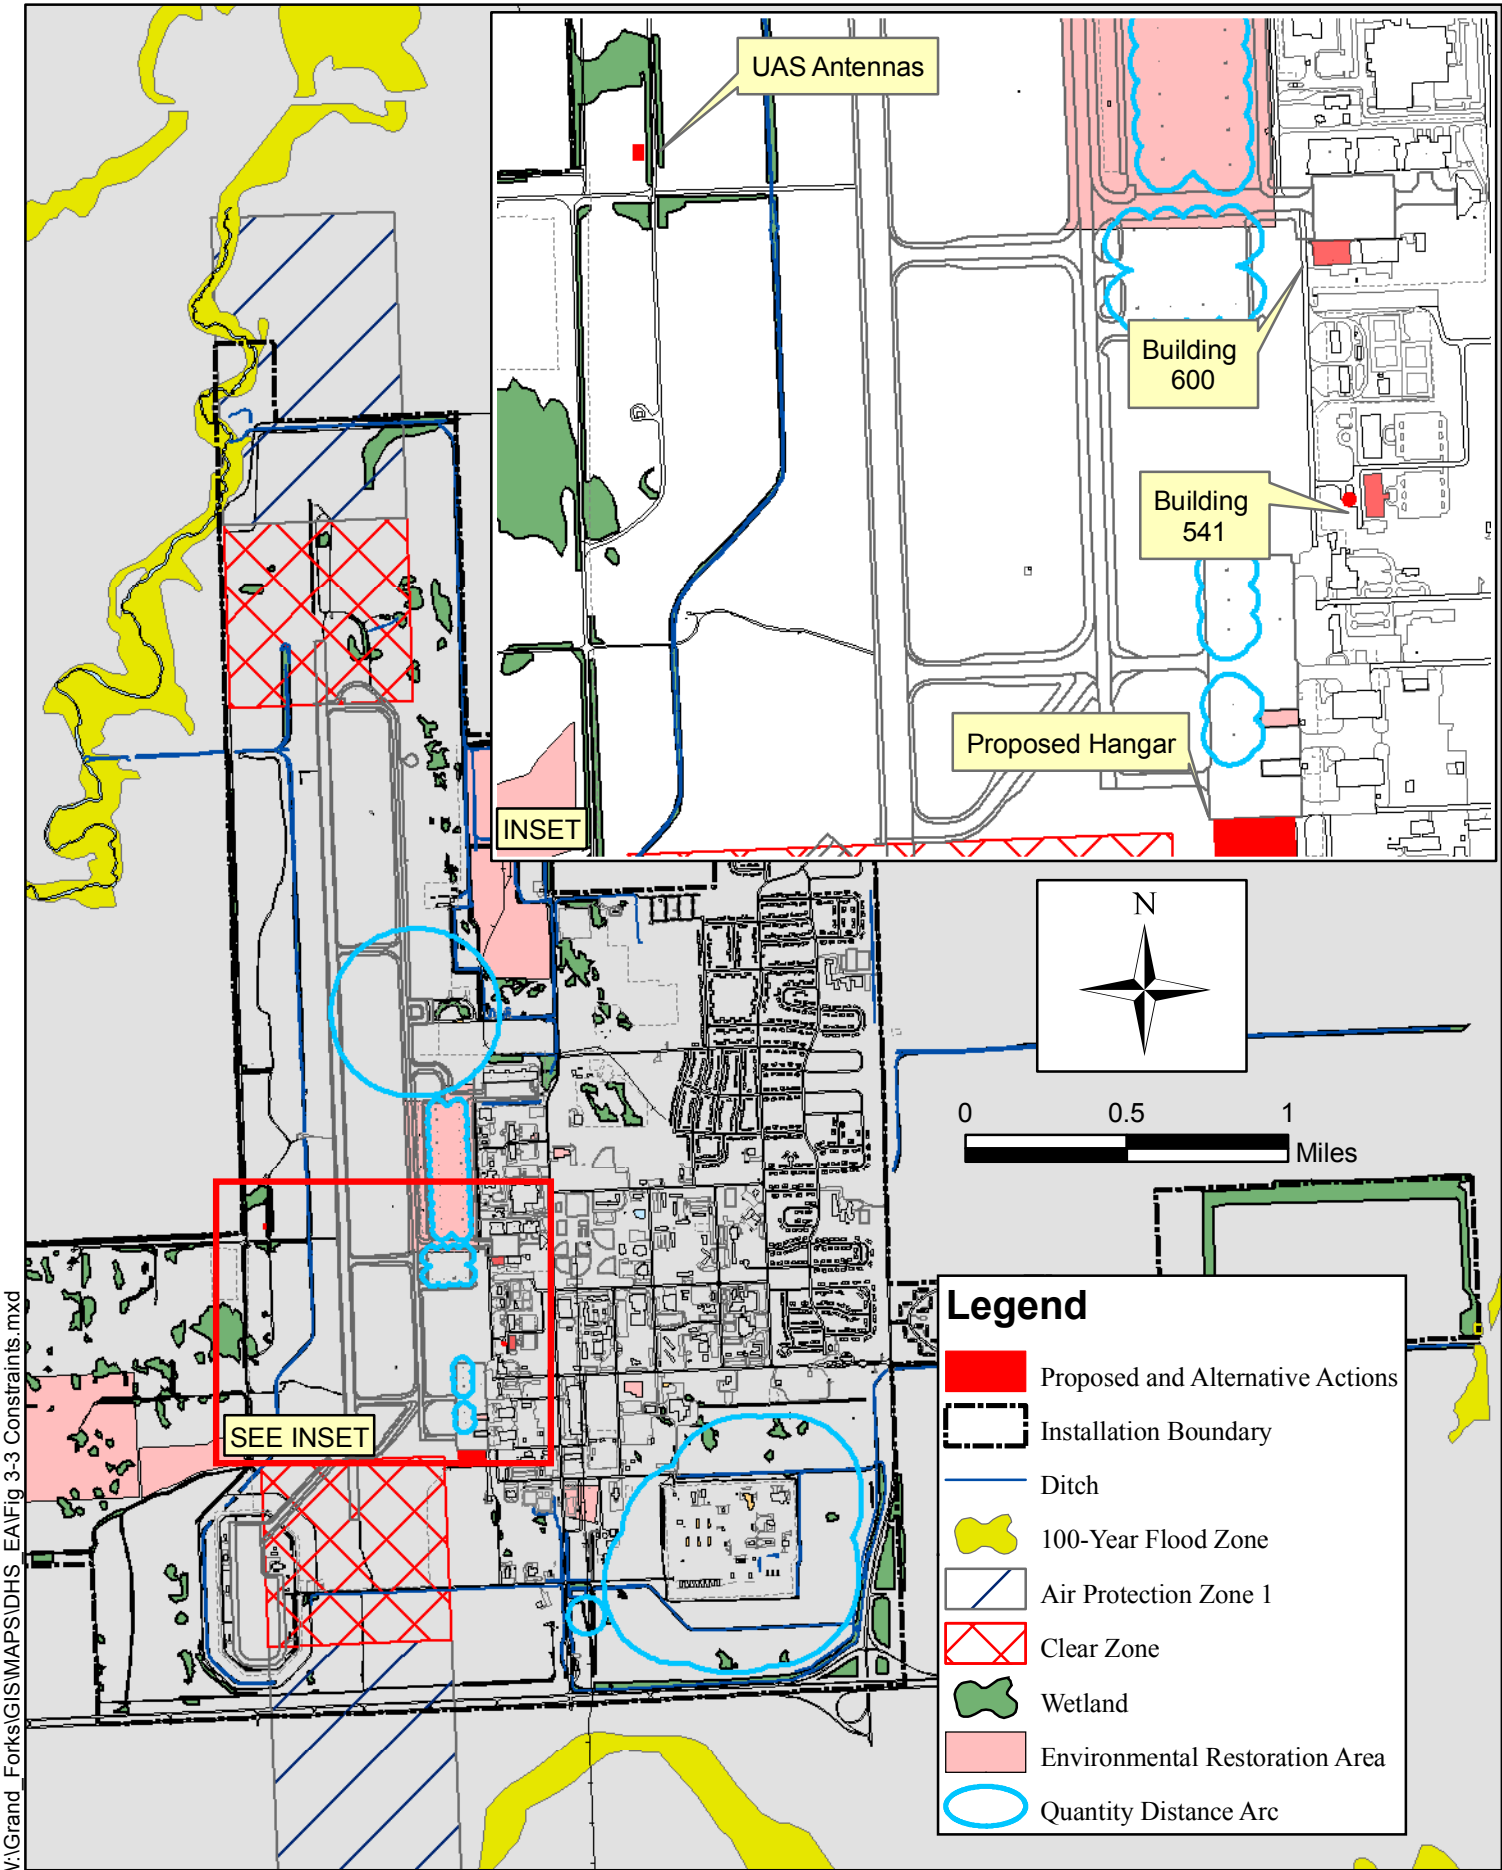 UAS Antennas
Building
600
Building
541
Proposed Hangar
INSET
N
0 0.5 1
Miles
SEE INSET
Legend
Proposed and Alternative Actions
Installation Boundary
Ditch
100-Year Flood Zone
Air Protection Zone 1
Clear Zone
Wetland
Environmental Restoration Area
Quantity Distance Arc
V:\Grand_Forks\GIS\MAPS\DHS_EA\Fig 3-3 Constraints.mxd